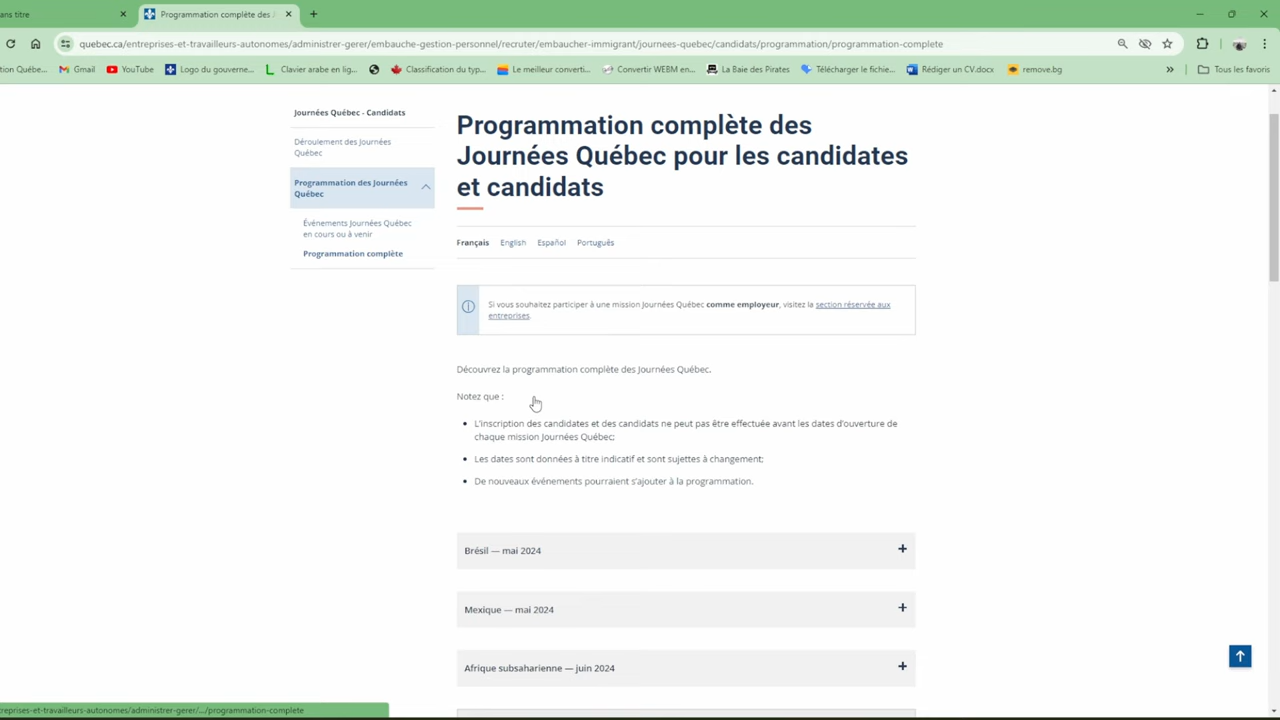 ans titre
Programmation complète des J
quebec.ca/entreprises-et-travailleurs-autonomes/administrer-gerer/embauche-gestion-personnel/recruter/embaucher-immigrant/journees-quebec/candidats/programmation/programmation-complete
tion Québe...
Gmail
YouTube
Logo du gouverne...
Clavier arabe en lig...
Classification du typ...
Le meilleur converti...
Convertir WEBM en...
La Baie des Pirates
Télécharger le fichie...
Rédiger un CV.docx
remove.bg
»
Tous les favoris
Journées Québec - Candidats
Déroulement des Journées
Québec
Programmation des Journées
Québec
Événements Journées Québec
en cours ou à venir
Programmation complète
Programmation complète des
Journées Québec pour les candidates
et candidats
Français English Español Português
Si vous souhaitez participer à une mission Journées Québec comme employeur, visitez la section réservée aux
entreprises.
Découvrez la programmation complète des Journées Québec.
Notez que :
• L'inscription des candidates et des candidats ne peut pas être effectuée avant les dates d'ouverture de
chaque mission Journées Québec;
• Les dates sont données à titre indicatif et sont sujettes à changement;
• De nouveaux événements pourraient s'ajouter à la programmation.
Brésil — mai 2024
Mexique — mai 2024
Afrique subsaharienne — juin 2024
treprises-et-travailleurs-autonomes/administrer-gerer/.../programmation-complete